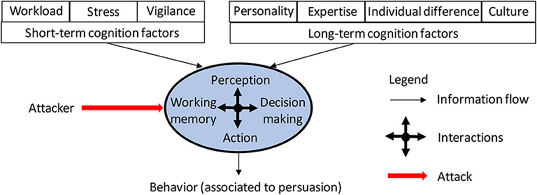 Workload Stress Vigilance
Short-term cognition factors
Personality Expertise Individual difference Culture
Long-term cognition factors
Perception
Working memory
Decision making
Action
Attacker
Behavior (associated to persuasion)
Legend
Information flow
Interactions
Attack